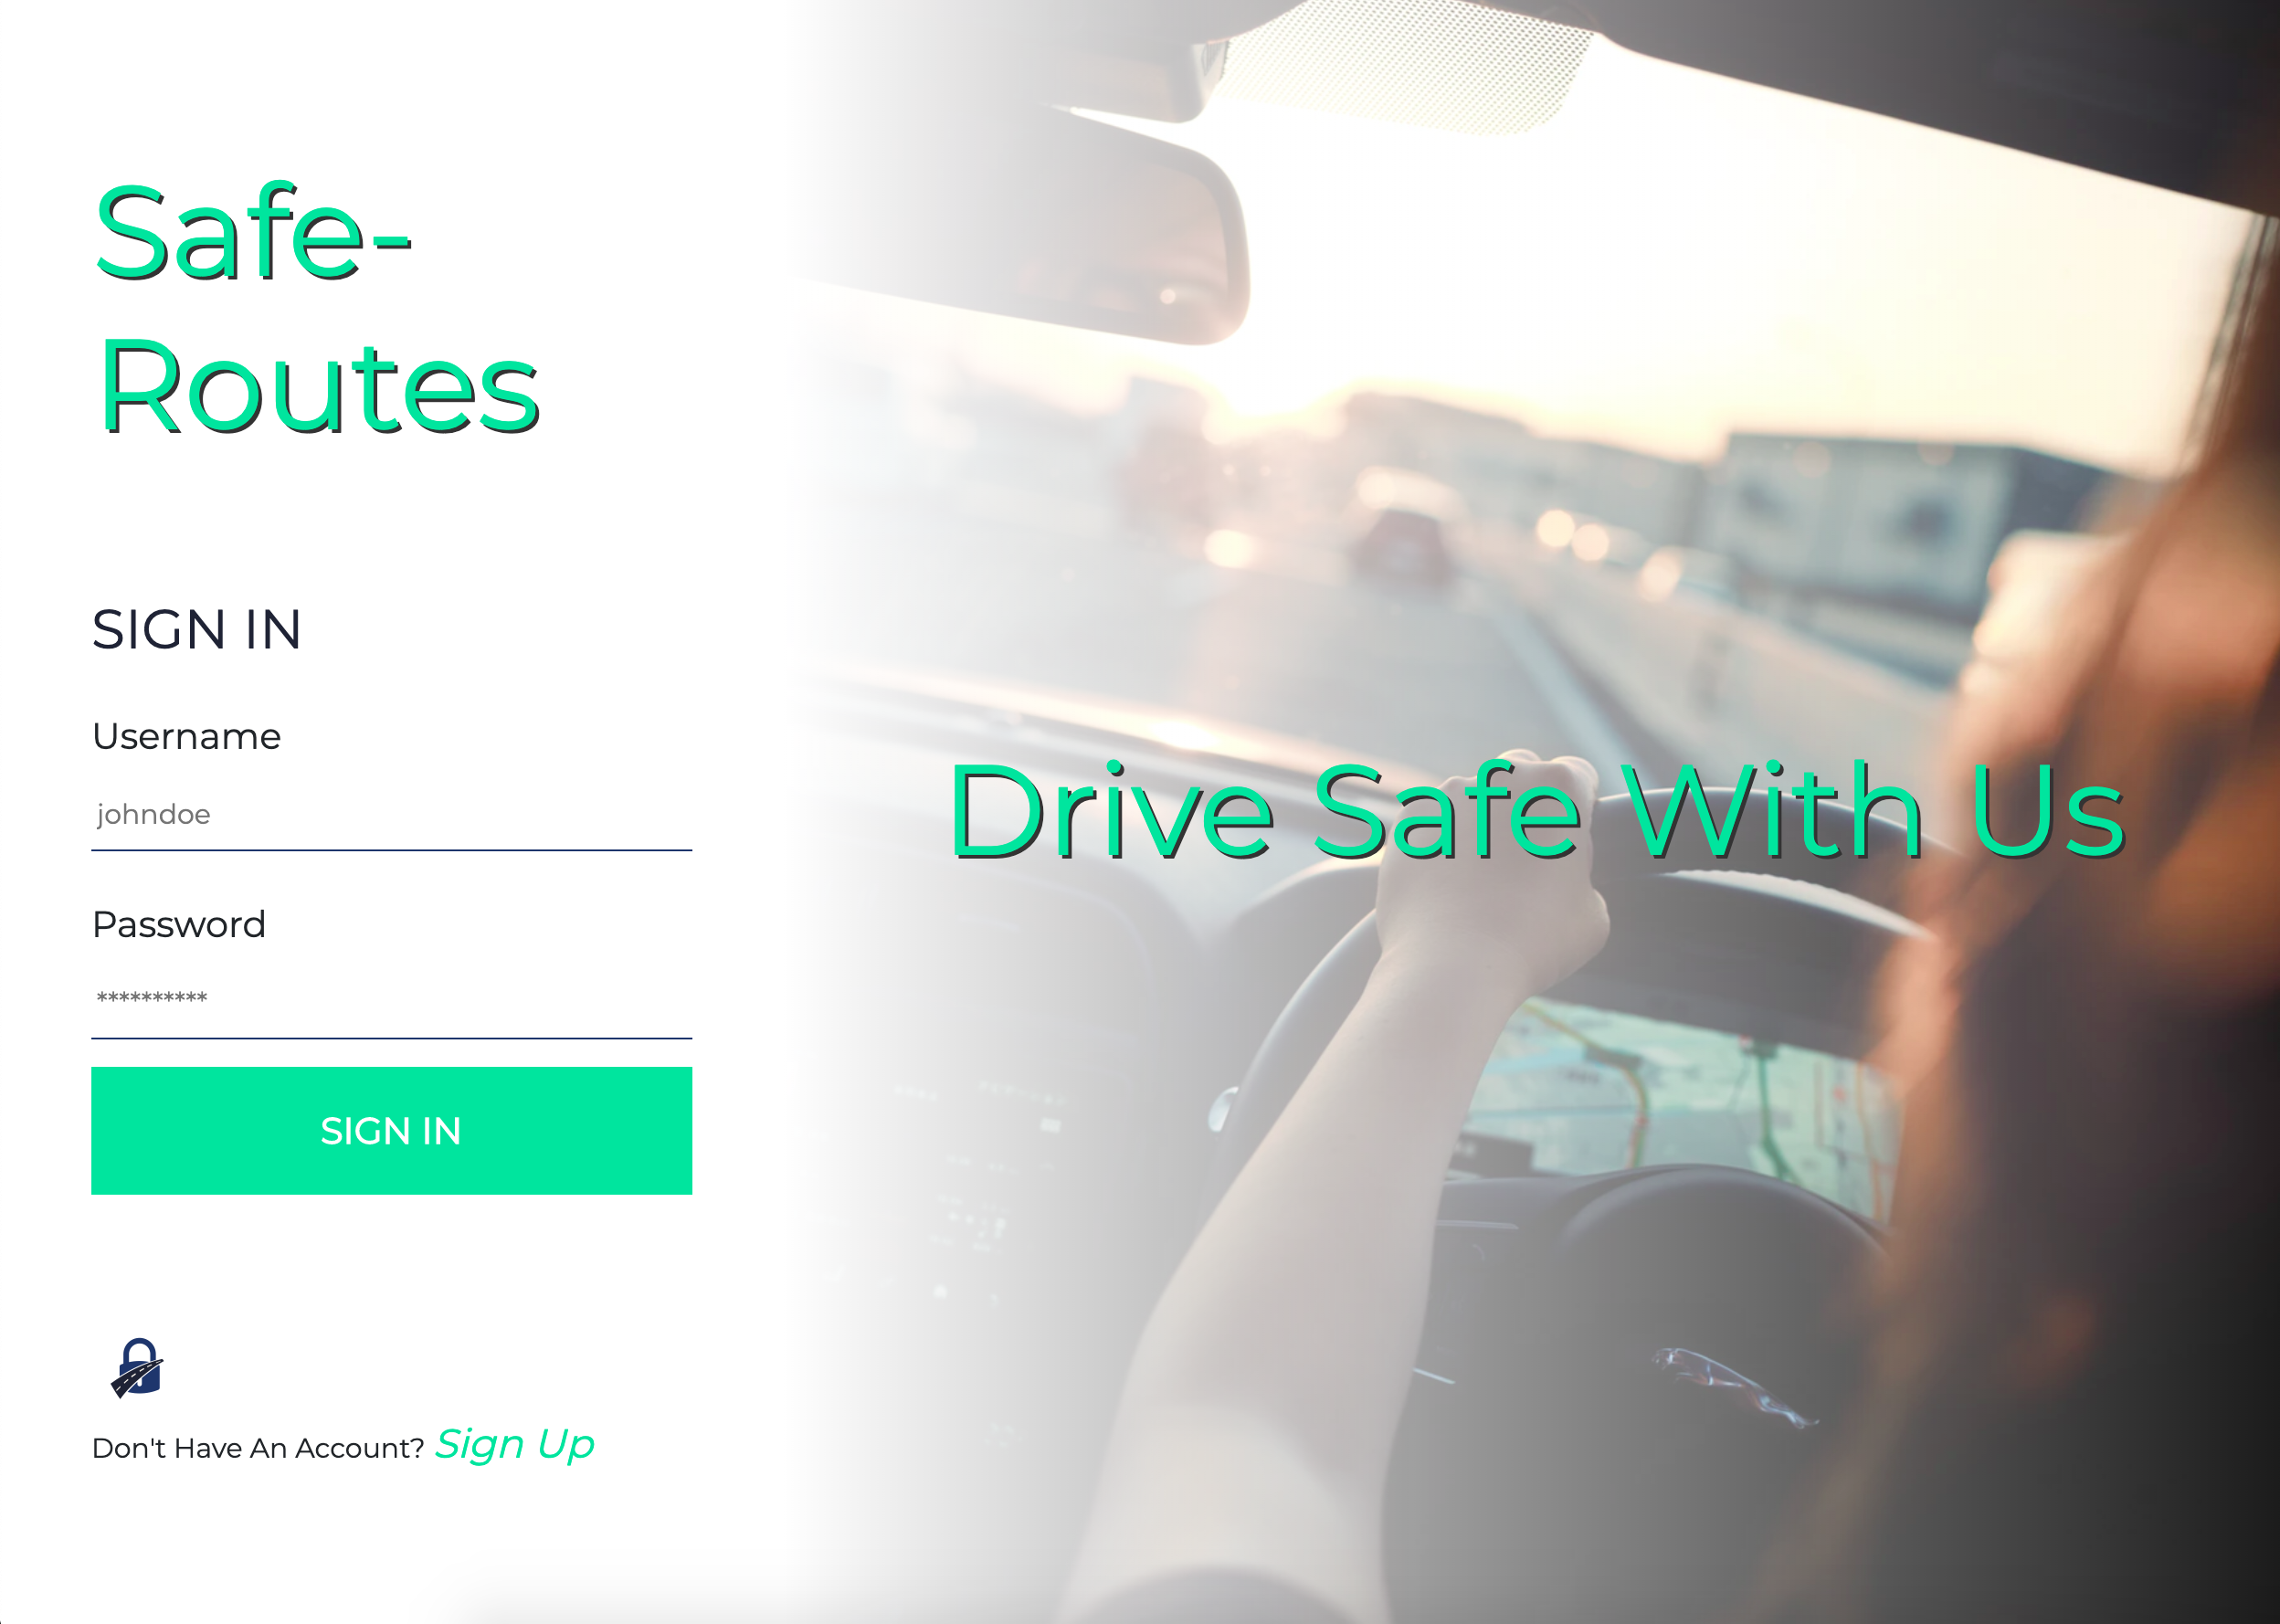 Safe-
Routes
SIGN IN
Username
johndoe
Password
**********
SIGN IN
Don't Have An Account? Sign Up
Drive Safe With Us